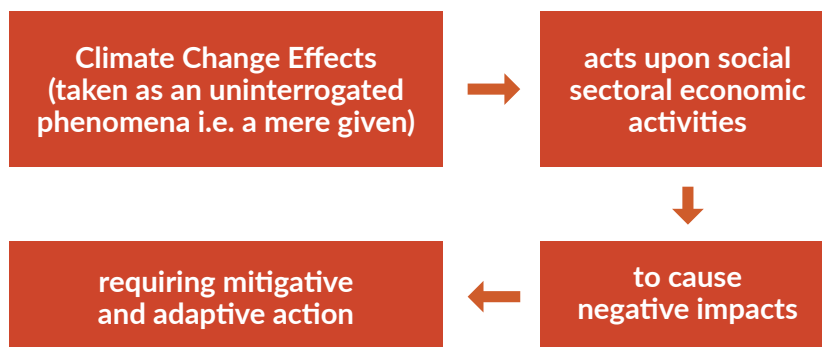 Climate Change Effects
(taken as an uninterrogated
phenomena i.e. a mere given)
acts upon social
sectoral economic
activities
to cause
negative impacts
requiring mitigative
and adaptive action